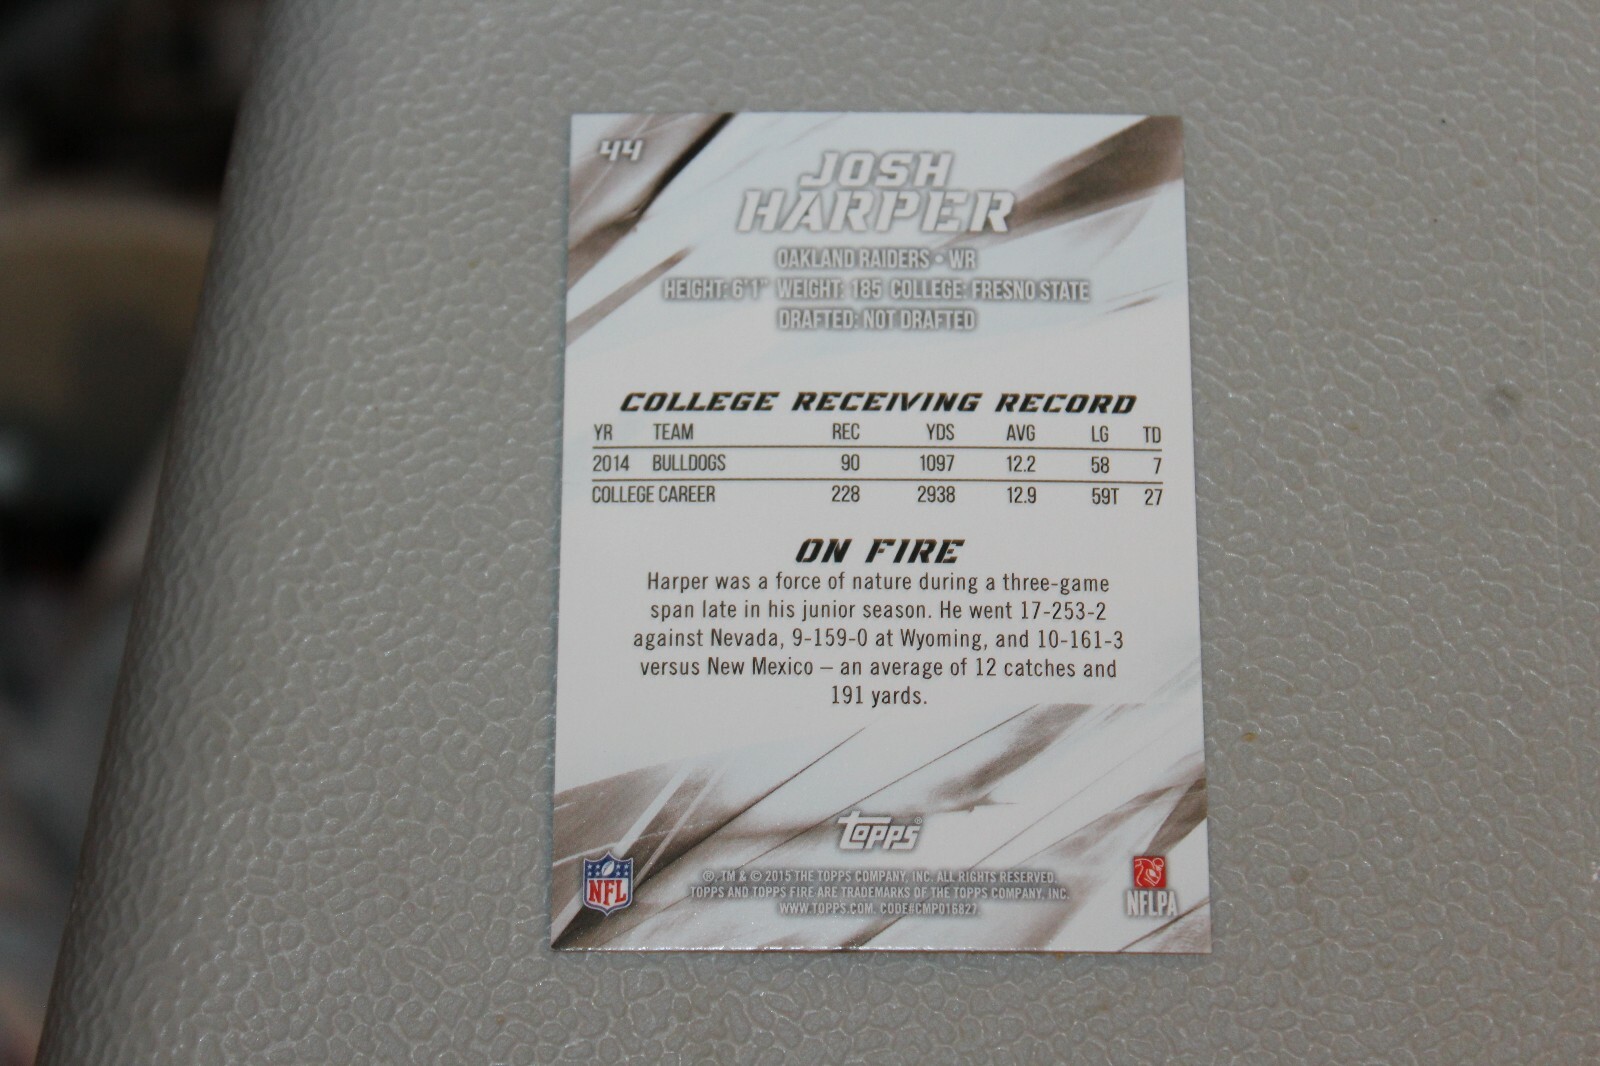 44
JOSH
HARPER
OAKLAND RAIDERS • WR
HEIGHT: 6'1" WEIGHT: 185 COLLEGE: FRESNO STATE
DRAFTED: NOT DRAFTED
COLLEGE RECEIVING RECORD
YR TEAM REC YDS AVG LG TD
2014 BULLDOGS 90 1097 12.2 58 7
COLLEGE CAREER 228 2938 12.9 59T 27
ON FIRE
Harper was a force of nature during a three-game
span late in his junior season. He went 17-253-2
against Nevada, 9-159-0 at Wyoming, and 10-161-3
versus New Mexico – an average of 12 catches and
191 yards.
topps®
NFL
®, TM & © 2015 THE TOPPS COMPANY, INC. ALL RIGHTS RESERVED.
TOPPS AND TOPPS FIRE ARE TRADEMARKS OF THE TOPPS COMPANY, INC.
WWW.TOPPS.COM. CODE#CMP016827
NFLPA